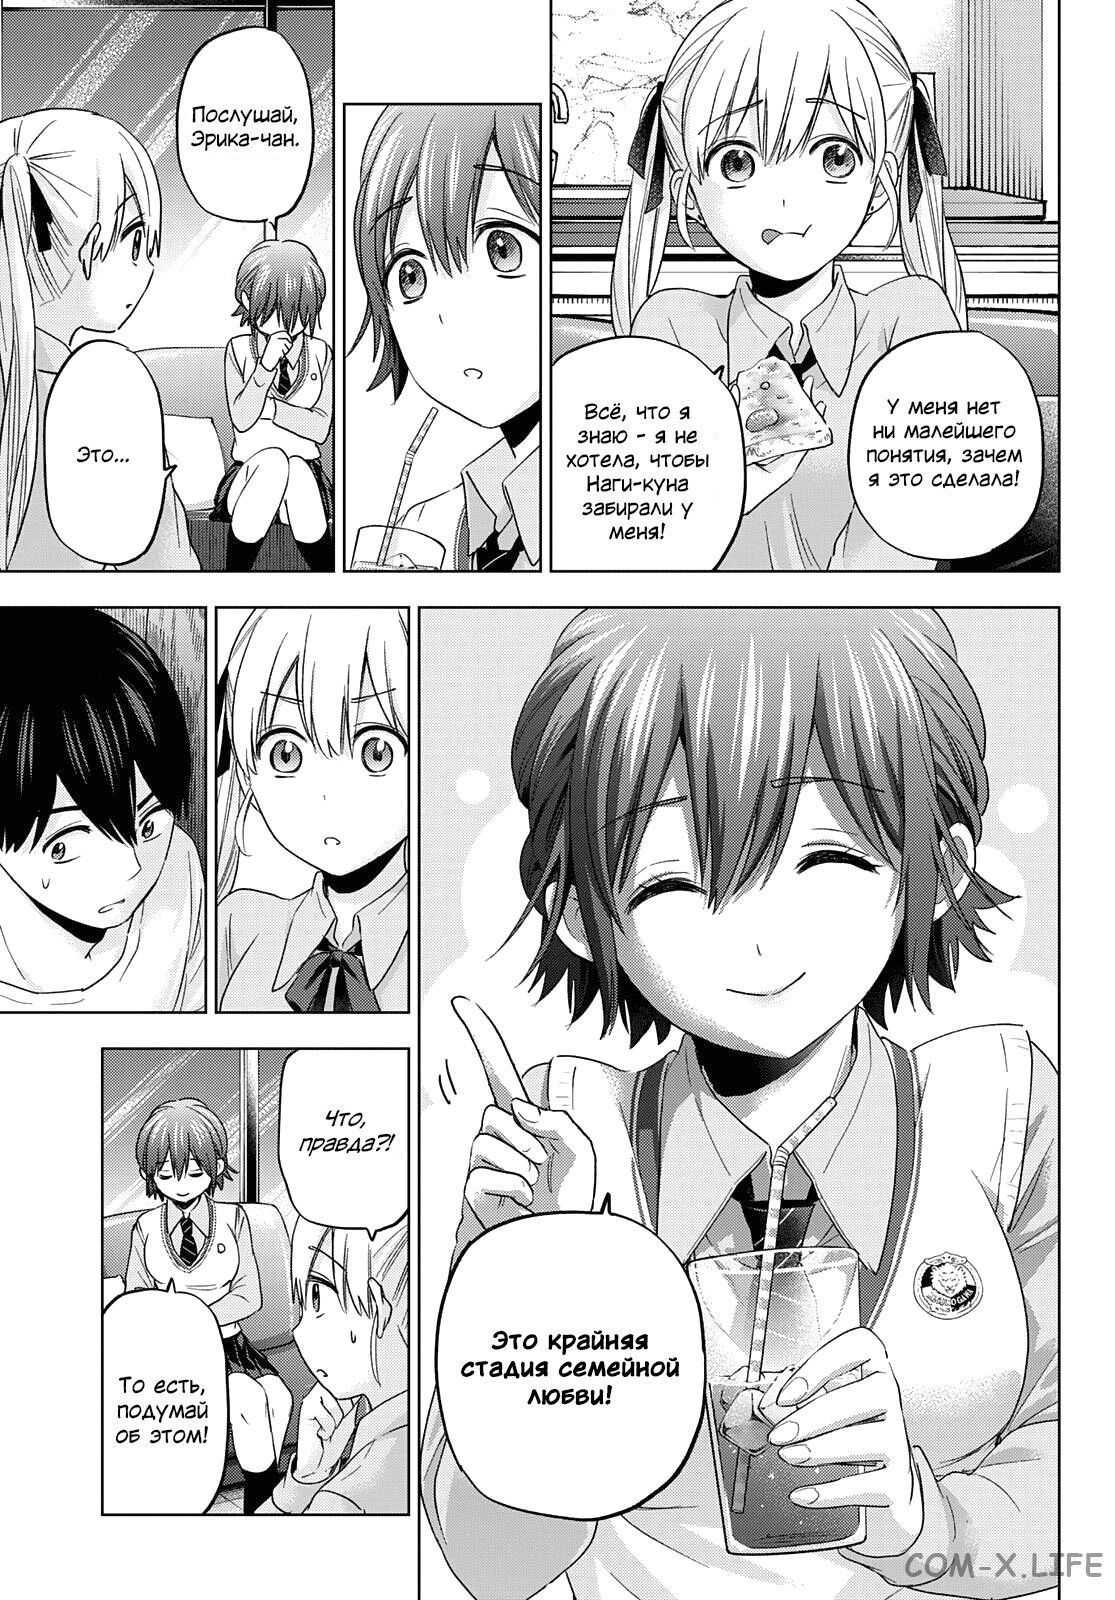 У меня нет
ни малейшего
понятия, зачем
я это сделала!
Всё, что я
знаю - я не
хотела, чтобы
Наги-куна
забирали у
меня!
Послушай,
Эрика-чан.
Это...
Это крайняя
стадия семейной
любви!
Что,
правда?!
То есть,
подумай
об этом!
COM-X.LIFE